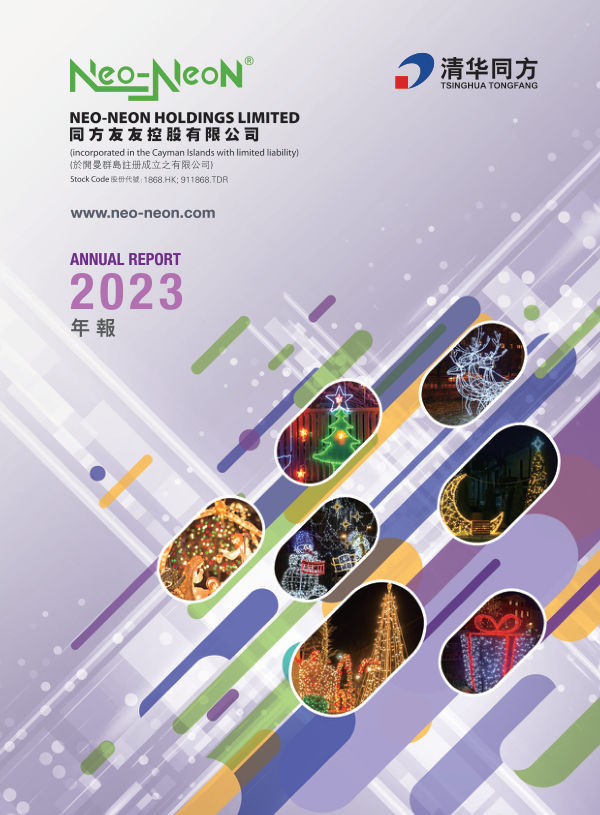 Neo-Neon®
清华同方
TSINGHUA TONGFANG
NEO-NEON HOLDINGS LIMITED
同方友友控股有限公司
(incorporated in the Cayman Islands with limited liability)
(於開曼群島註册成立之有限公司)
Stock Code 股份代號 : 1868.HK; 911868.TDR
www.neo-neon.com
ANNUAL REPORT
2023
年報